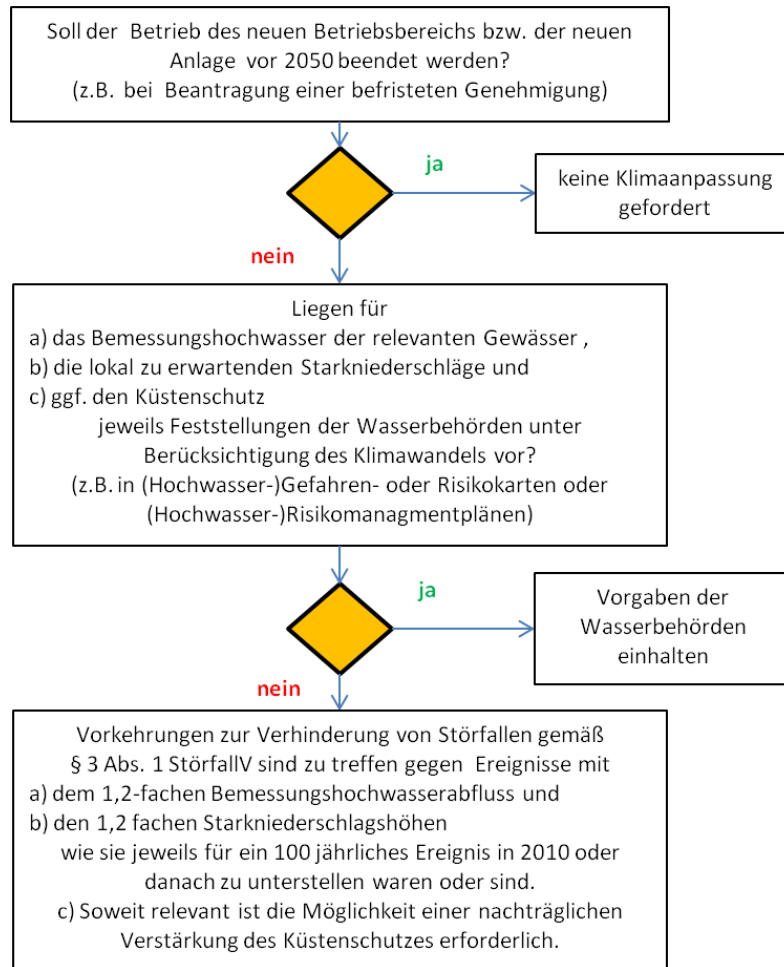 Soll der Betrieb des neuen Betriebsbereichs bzw. der neuen
Anlage vor 2050 beendet werden?
(z.B. bei Beantragung einer befristeten Genehmigung)
ja
keine Klimaanpassung
gefordert
nein
Liegen für
a) das Bemessungshochwasser der relevanten Gewässer ,
b) die lokal zu erwartenden Starkniederschläge und
c) ggf. den Küstenschutz
jeweils Feststellungen der Wasserbehörden unter
Berücksichtigung des Klimawandels vor?
(z.B. in (Hochwasser-)Gefahren- oder Risikokarten oder
(Hochwasser-)Risikomanagmentplänen)
ja
Vorgaben der
Wasserbehörden
einhalten
nein
Vorkehrungen zur Verhinderung von Störfallen gemäß
§ 3 Abs. 1 StörfallV sind zu treffen gegen Ereignisse mit
a) dem 1,2-fachen Bemessungshochwasserabfluss und
b) den 1,2 fachen Starkniederschlagshöhen
wie sie jeweils für ein 100 jährliches Ereignis in 2010 oder
danach zu unterstellen waren oder sind.
c) Soweit relevant ist die Möglichkeit einer nachträglichen
Verstärkung des Küstenschutzes erforderlich.